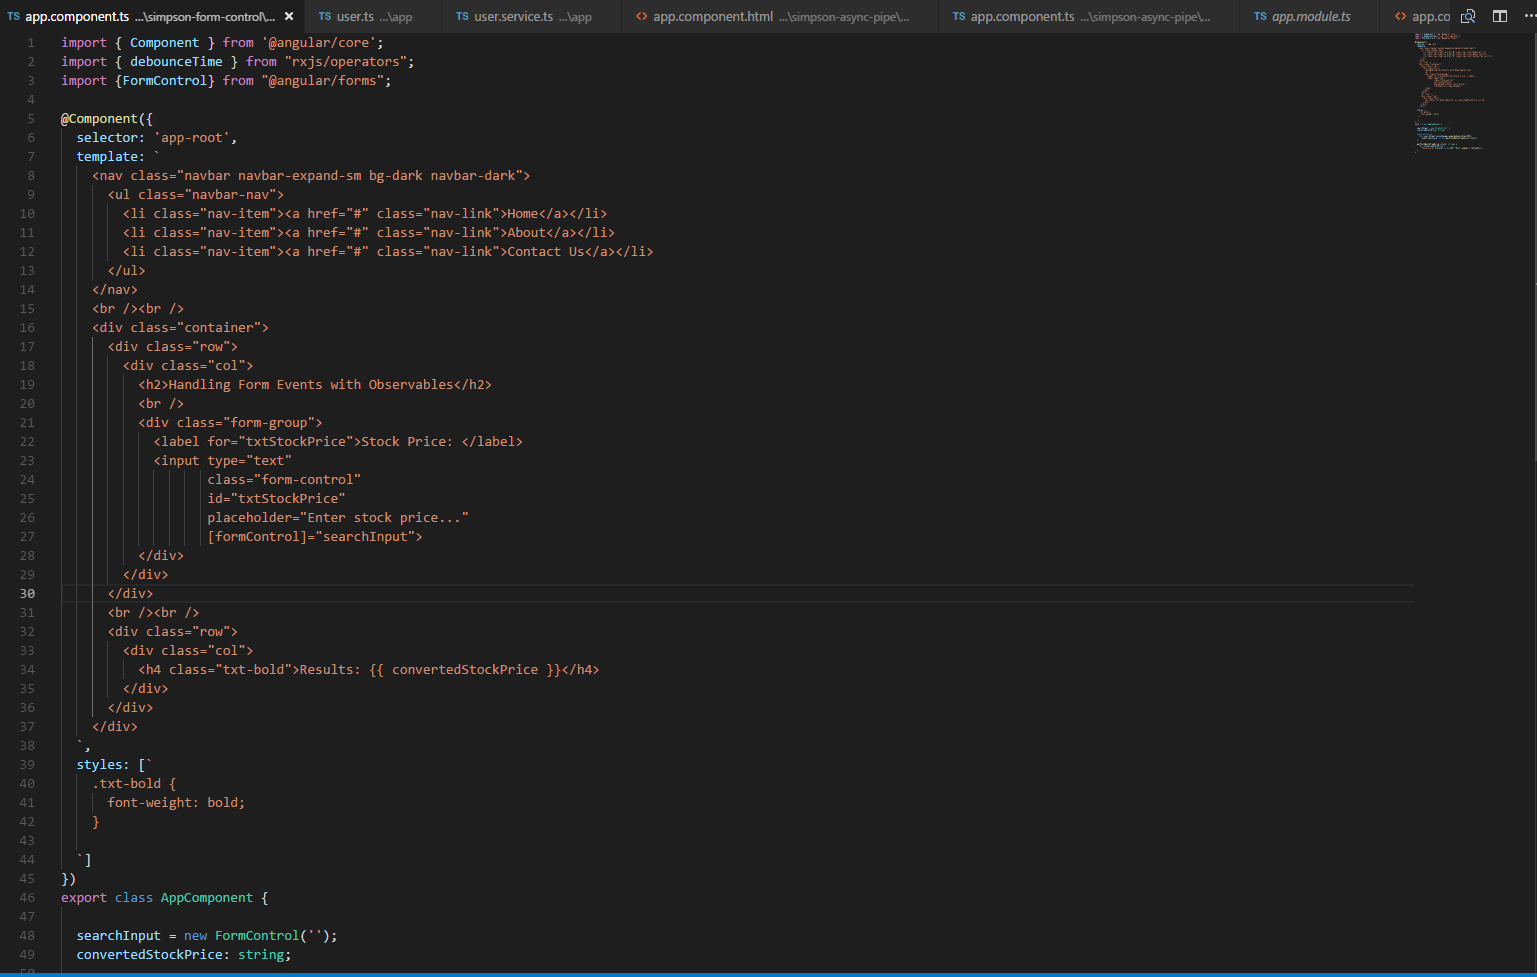 TS app.component.ts ...\simpson-form-control\... × TS user.ts ...\app TS user.service.ts ...\app <> app.component.html ...\simpson-async-pipe\... TS app.component.ts ...\simpson-async-pipe\... TS app.module.ts <> app.co
1 import { Component } from '@angular/core';
2 import { debounceTime } from "rxjs/operators";
3 import {FormControl} from "@angular/forms";
4
5 @Component({
6   selector: 'app-root',
7   template: `
8     <nav class="navbar navbar-expand-sm bg-dark navbar-dark">
9       <ul class="navbar-nav">
10         <li class="nav-item"><a href="#" class="nav-link">Home</a></li>
11         <li class="nav-item"><a href="#" class="nav-link">About</a></li>
12         <li class="nav-item"><a href="#" class="nav-link">Contact Us</a></li>
13       </ul>
14     </nav>
15     <br /><br />
16     <div class="container">
17       <div class="row">
18         <div class="col">
19           <h2>Handling Form Events with Observables</h2>
20           <br />
21           <div class="form-group">
22             <label for="txtStockPrice">Stock Price: </label>
23             <input type="text"
24                    class="form-control"
25                    id="txtStockPrice"
26                    placeholder="Enter stock price..."
27                    [formControl]="searchInput">
28           </div>
29         </div>
30       </div>
31       <br /><br />
32       <div class="row">
33         <div class="col">
34           <h4 class="txt-bold">Results: {{ convertedStockPrice }}</h4>
35         </div>
36       </div>
37     </div>
38   `,
39   styles: [`
40     .txt-bold {
41       font-weight: bold;
42     }
43
44   `]
45 })
46 export class AppComponent {
47
48   searchInput = new FormControl('');
49   convertedStockPrice: string;